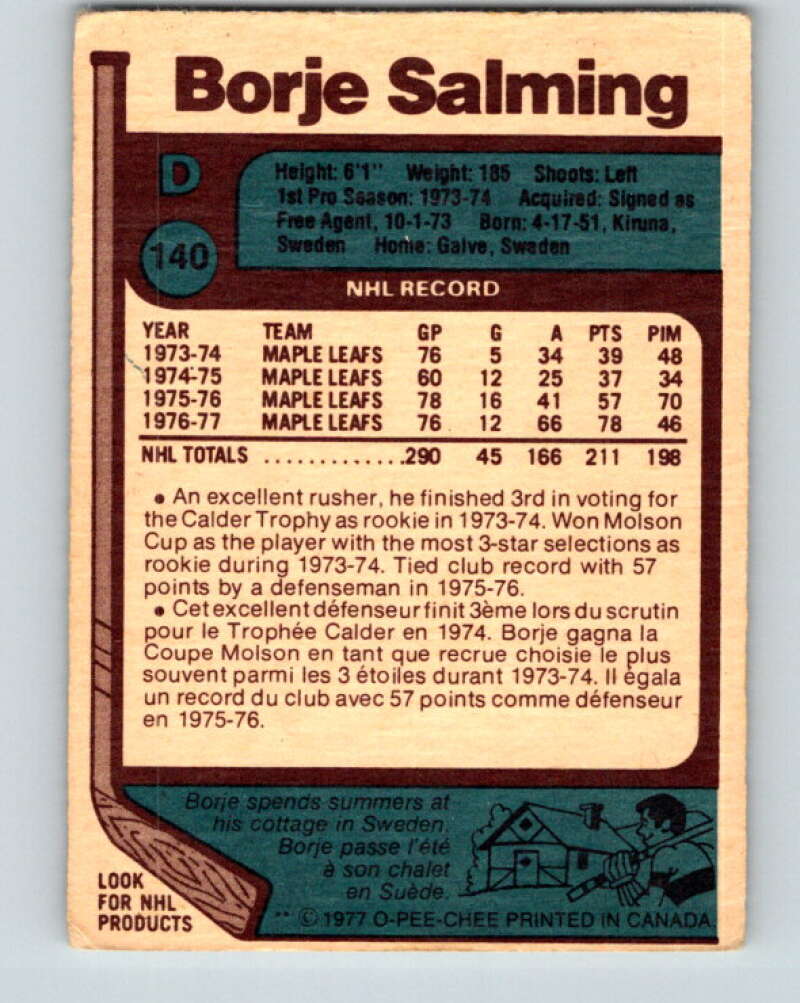 Borje Salming
D
Height: 6'1" Weight: 185 Shoots: Left
1st Pro Season: 1973-74 Acquired: Signed as
Free Agent, 10-1-73 Born: 4-17-51, Kiruna,
Sweden Home: Galve, Sweden
140
NHL RECORD
YEAR TEAM GP G A PTS PIM
1973-74 MAPLE LEAFS 76 5 34 39 48
1974-75 MAPLE LEAFS 60 12 25 37 34
1975-76 MAPLE LEAFS 78 16 41 57 70
1976-77 MAPLE LEAFS 76 12 66 78 46
NHL TOTALS .............290 45 166 211 198
• An excellent rusher, he finished 3rd in voting for
the Calder Trophy as rookie in 1973-74. Won Molson
Cup as the player with the most 3-star selections as
rookie during 1973-74. Tied club record with 57
points by a defenseman in 1975-76.
• Cet excellent défenseur finit 3ème lors du scrutin
pour le Trophée Calder en 1974. Borje gagna la
Coupe Molson en tant que recrue choisie le plus
souvent parmi les 3 étoiles durant 1973-74. Il égala
un record du club avec 57 points comme défenseur
en 1975-76.
Borje spends summers at
his cottage in Sweden.
Borje passe l'été
à son chalet
en Suède.
LOOK
FOR NHL
PRODUCTS
** © 1977 O-PEE-CHEE PRINTED IN CANADA